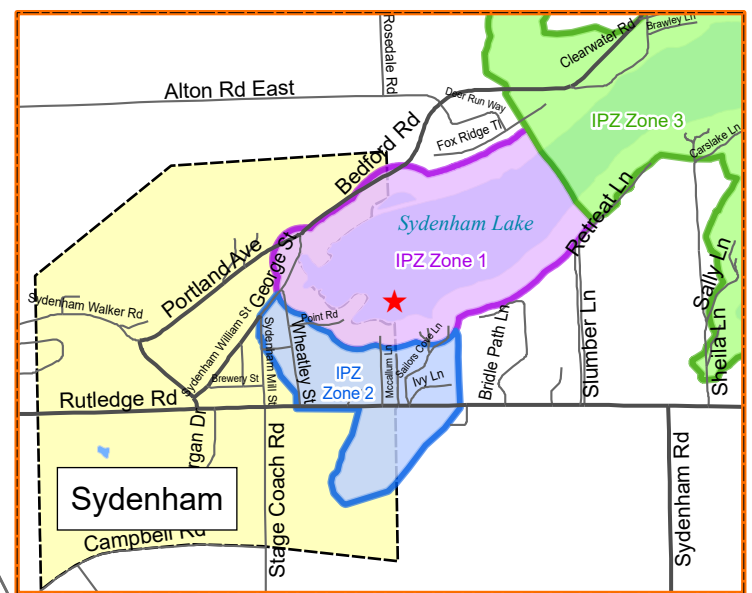 Rosedale Rd
Clearwater Rd
Brawley Ln
Alton Rd East
Deer Run Way
IPZ Zone 3
Fox Ridge Tl
Bedford Rd
Carslake Ln
Retreat Ln
Sydenham Lake
George St
IPZ Zone 1
Portland Ave
Sally Ln
Sydenham Walker Rd
Point Rd
Sydenham William St
Sydenham Mill St
Wheatley St
Mccallum Ln
Sailors Cove Ln
Bridle Path Ln
Slumber Ln
Sheila Ln
Brewery St
IPZ
Zone 2
Ivy Ln
Rutledge Rd
rgan Dr
Stage Coach Rd
Sydenham Rd
Sydenham
Campbell Rd